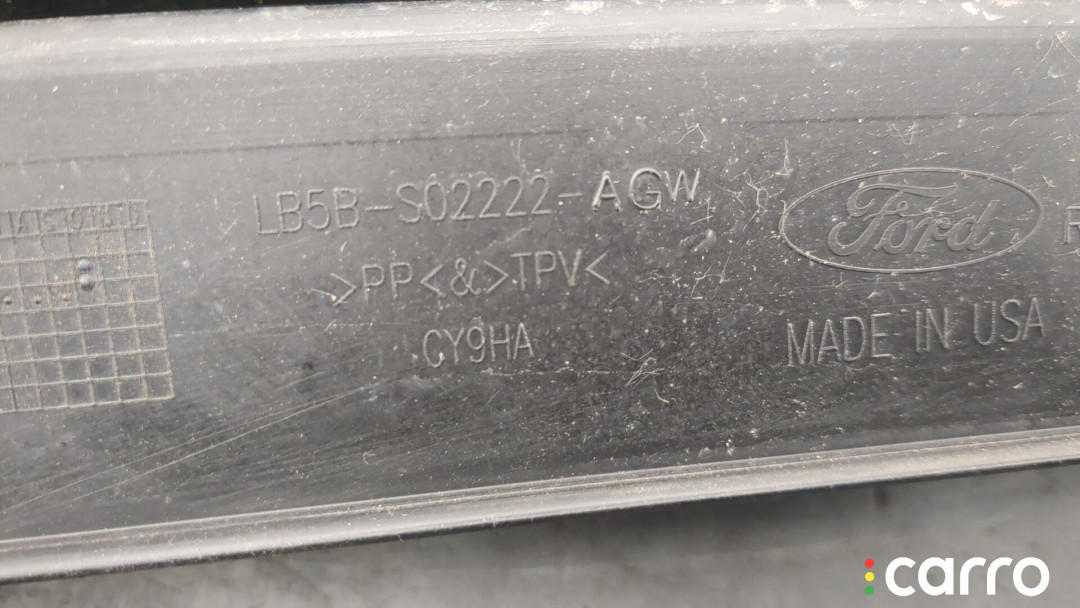 LB5B-S02222-AGW
>PP<&>TPV<
CY9HA
Ford
R
MADE IN USA
carro